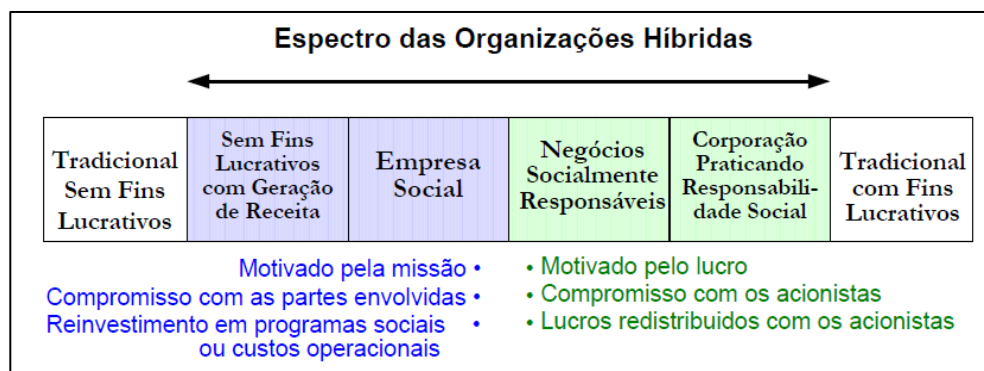 Espectro das Organizações Híbridas
Tradicional
Sem Fins
Lucrativos
Sem Fins
Lucrativos
com Geração
de Receita
Empresa
Social
Negócios
Socialmente
Responsáveis
Corporação
Praticando
Responsabili-
dade Social
Tradicional
com Fins
Lucrativos
Motivado pela missão •
Compromisso com as partes envolvidas •
Reinvestimento em programas sociais •
ou custos operacionais
• Motivado pelo lucro
• Compromisso com os acionistas
• Lucros redistribuidos com os acionistas